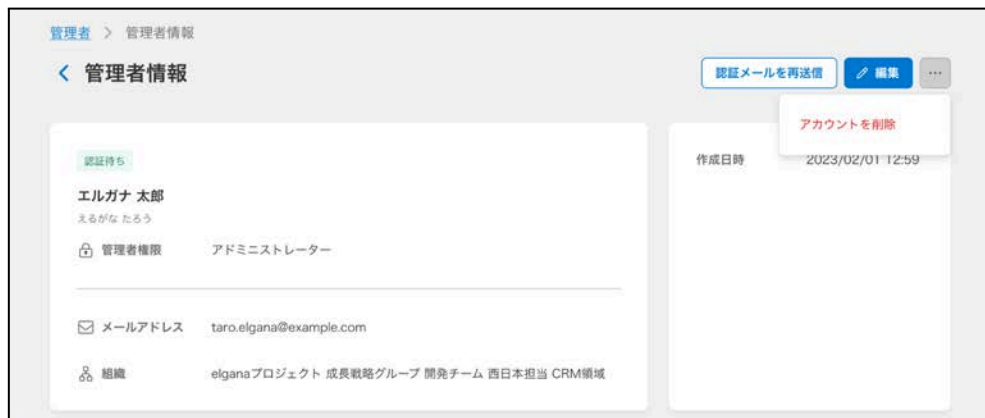 管理者 > 管理者情報
< 管理者情報
認証メールを再送信
編集
…
アカウントを削除
認証待ち
エルガナ 太郎
えるがな たろう
管理者権限 アドミニストレーター
メールアドレス taro.elgana@example.com
組織 elganaプロジェクト 成長戦略グループ 開発チーム 西日本担当 CRM領域
作成日時 2023/02/01 12:59